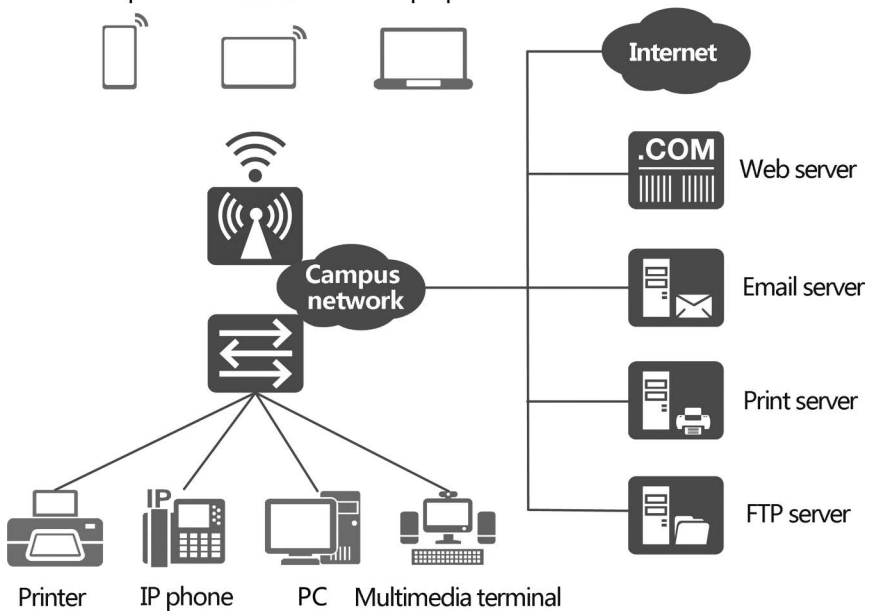 Internet
.COM
Web server
Campus
network
Email server
Print server
IP
FTP server
Printer
IP phone
PC
Multimedia terminal